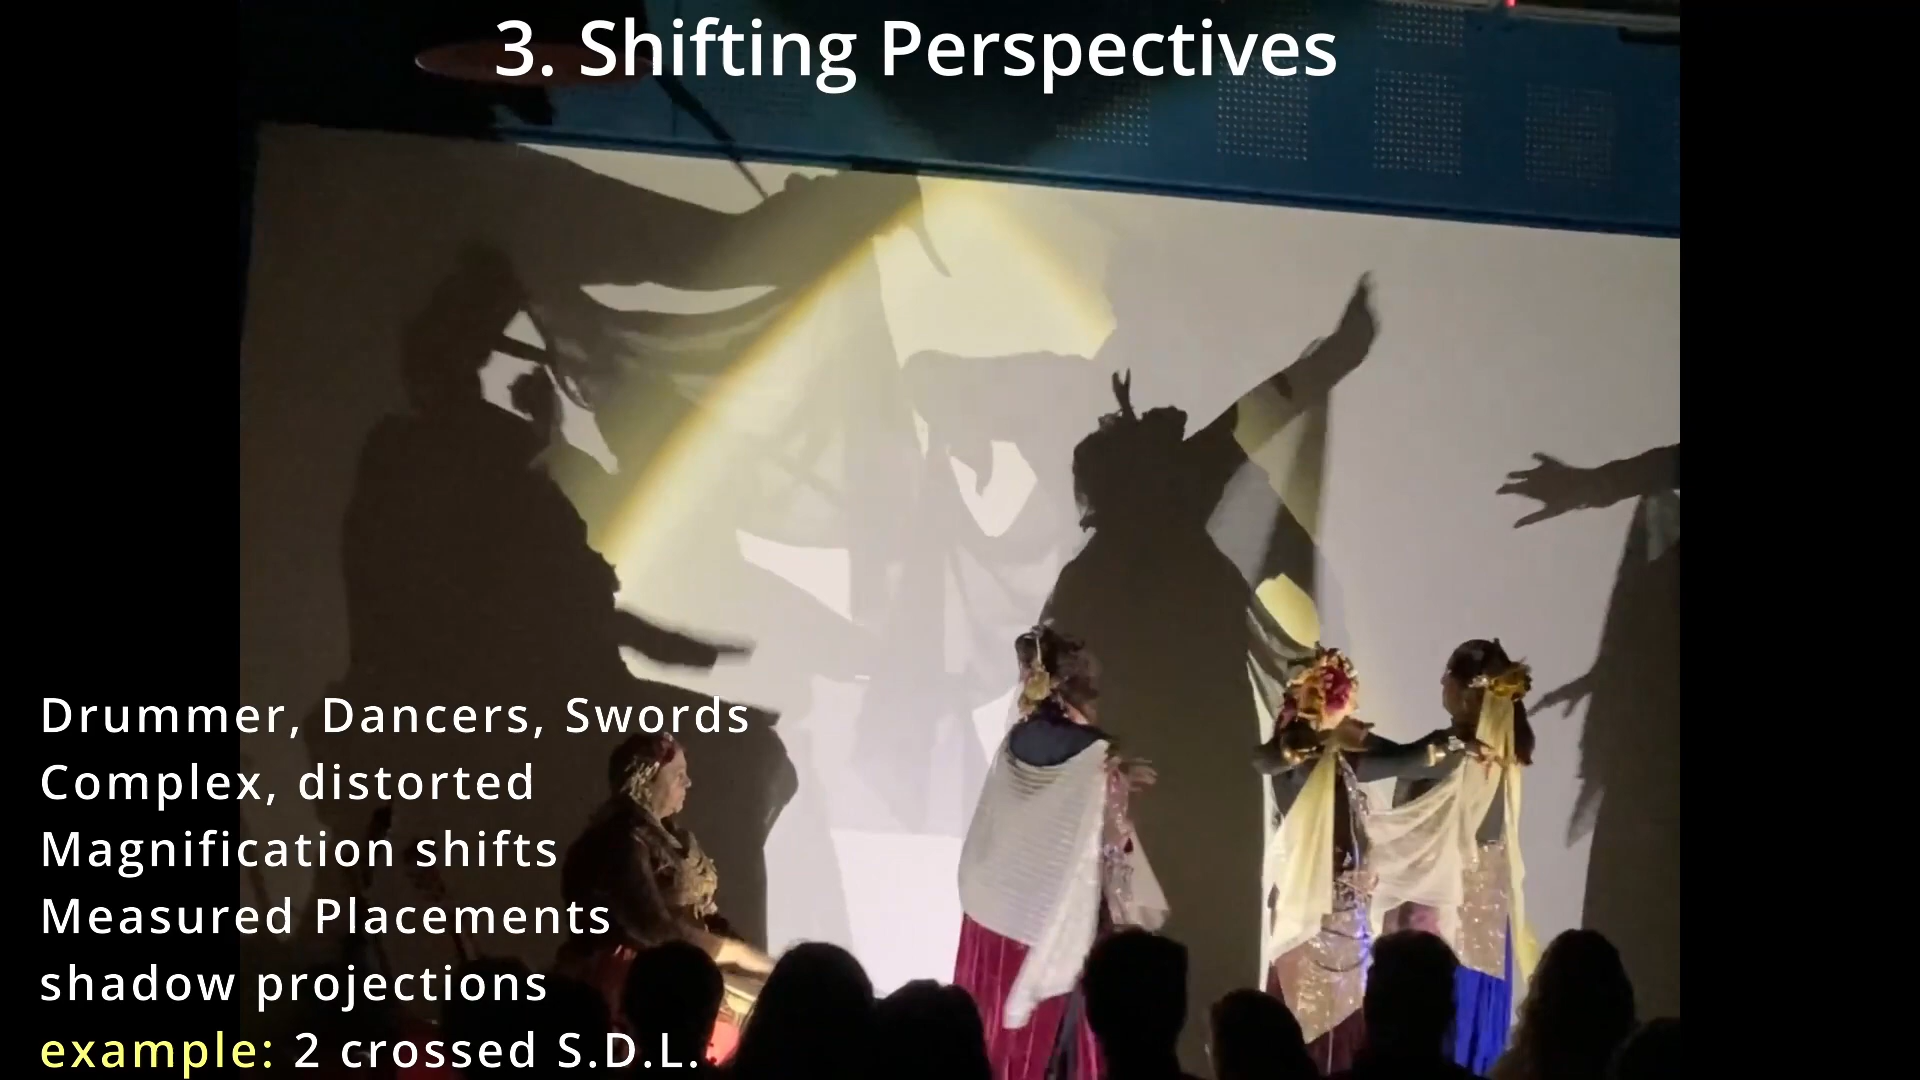 3. Shifting Perspectives
Drummer, Dancers, Swords
Complex, distorted
Magnification shifts
Measured Placements
shadow projections
example: 2 crossed S.D.L.